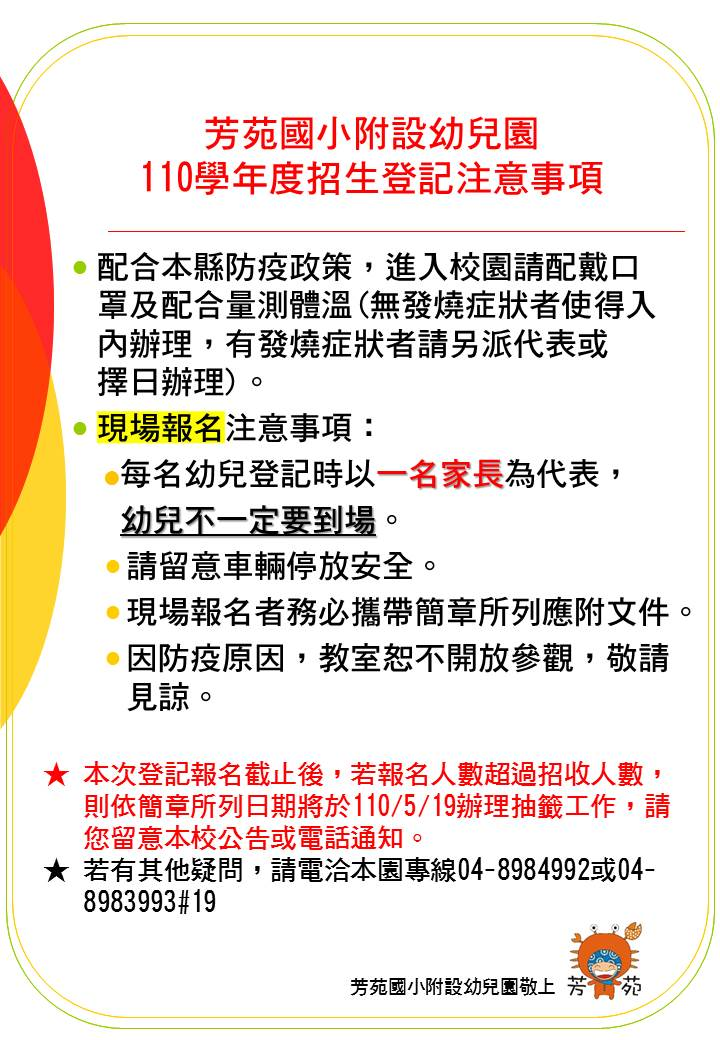 芳苑國小附設幼兒園
110學年度招生登記注意事項
配合本縣防疫政策，進入校園請配戴口
罩及配合量測體溫(無發燒症狀者使得入
內辦理，有發燒症狀者請另派代表或
擇日辦理)。
現場報名注意事項：
每名幼兒登記時以一名家長為代表，
幼兒不一定要到場。
請留意車輛停放安全。
現場報名者務必攜帶簡章所列應附文件。
因防疫原因，教室恕不開放參觀，敬請
見諒。
★ 本次登記報名截止後，若報名人數超過招收人數，
則依簡章所列日期將於110/5/19辦理抽籤工作，請
您留意本校公告或電話通知。
★ 若有其他疑問，請電洽本園專線04-8984992或04-
8983993#19
芳苑國小附設幼兒園敬上 芳苑